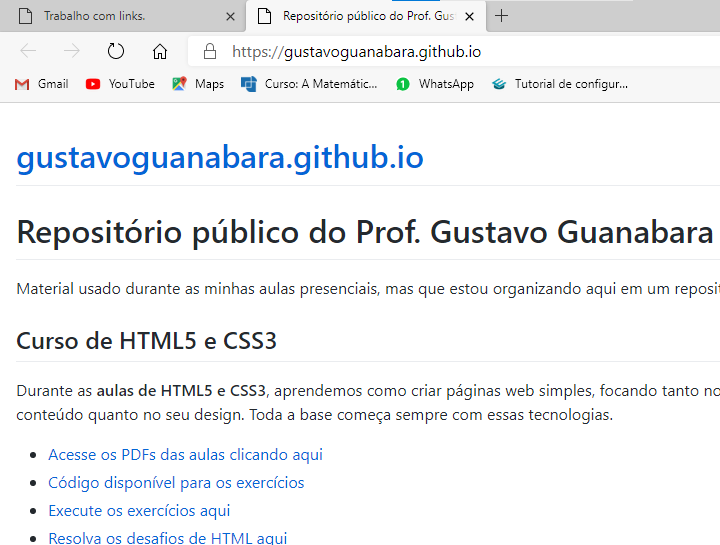 Trabalho com links.
Repositório público do Prof. Gus
https://gustavoguanabara.github.io
Gmail YouTube Maps Curso: A Matemátic... WhatsApp Tutorial de configur...
gustavoguanabara.github.io
Repositório público do Prof. Gustavo Guanabara
Material usado durante as minhas aulas presenciais, mas que estou organizando aqui em um reposit
Curso de HTML5 e CSS3
Durante as aulas de HTML5 e CSS3, aprendemos como criar páginas web simples, focando tanto no
conteúdo quanto no seu design. Toda a base começa sempre com essas tecnologias.
Acesse os PDFs das aulas clicando aqui
Código disponível para os exercícios
Execute os exercícios aqui
Resolva os desafios de HTML aqui